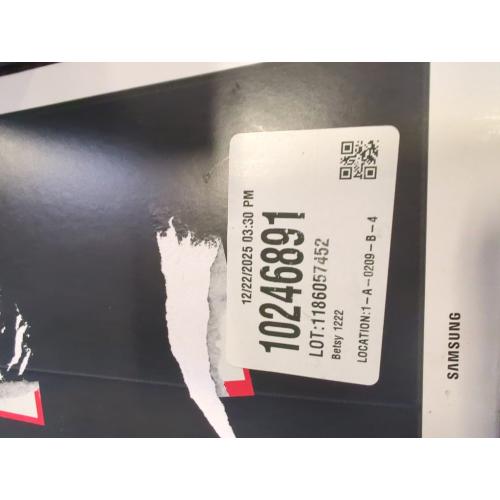 12/22/2025 03:30 PM
10246891
LOT:1186057452
Betsy 1222
LOCATION:1-A-0209-B-4
SAMSUNG